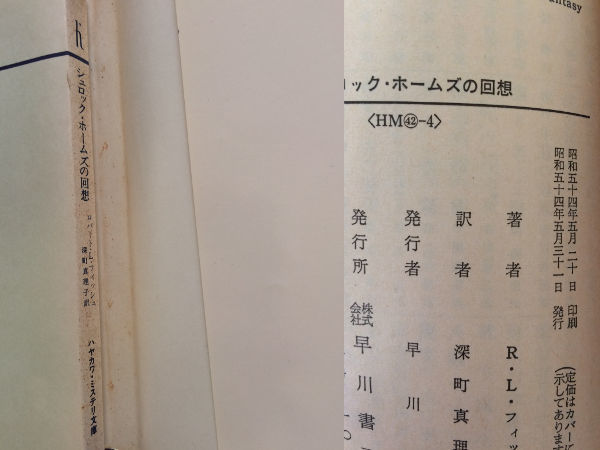 シュロック・ホームズの回想
ロバート・L・フィッシュ
深町真理子訳
ハヤカワ・ミステリ文庫
antasy
ロック・ホームズの回想
〈HM㊷-4〉
昭和五十四年五月二十日 印刷
昭和五十四年五月三十一日 発行
(定価はカバーに
示してあります
著者 R・L・フィッ
訳者 深町真理
発行者 早川
発行所 株式会社 早川書